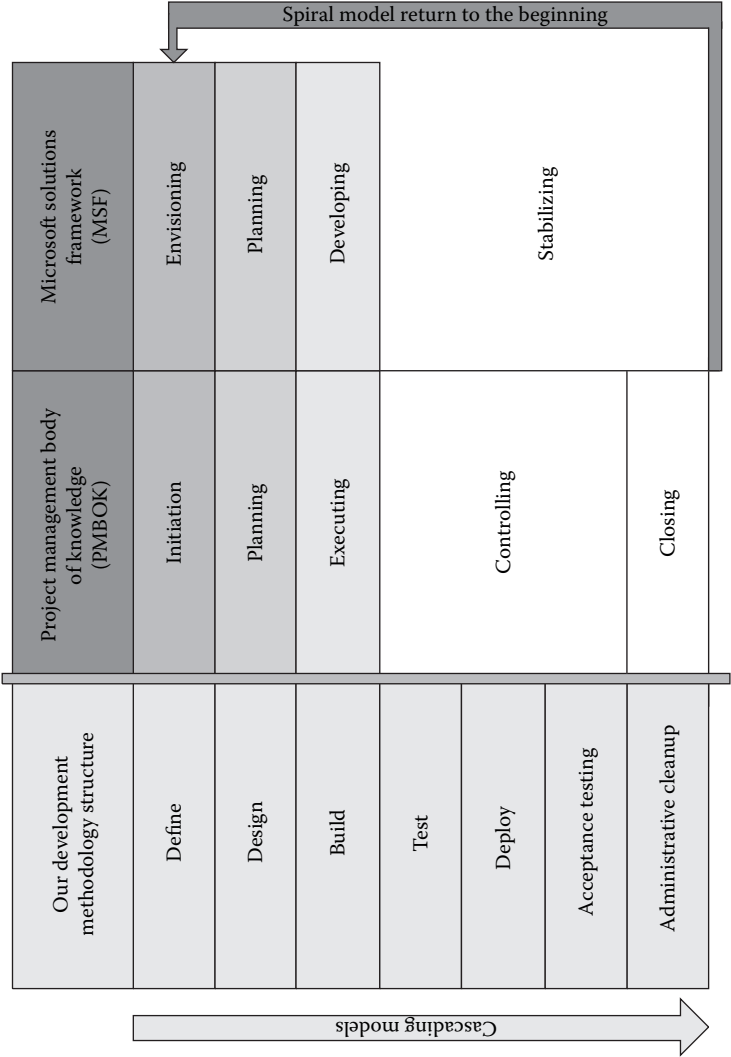 Spiral model return to the beginning
Microsoft solutions
framework
(MSF)
Envisioning
Planning
Developing
Stabilizing
Project management body
of knowledge
(PMBOK)
Initiation
Planning
Executing
Controlling
Closing
Our development
methodology structure
Define
Design
Build
Test
Deploy
Acceptance testing
Administrative cleanup
Cascading models